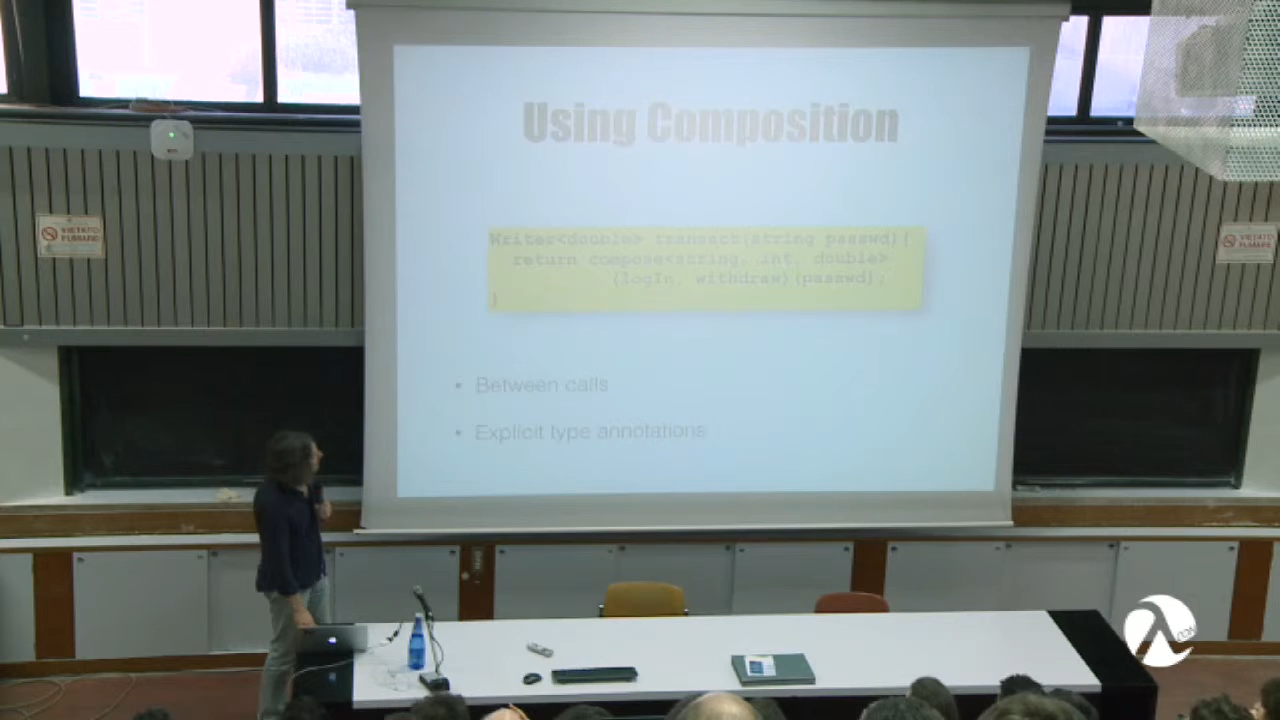 Using Composition
Writer<double> transact(string passwd){
return compose<string, int, double>
(logIn, withdraw)(passwd);
}
• Between calls
• Explicit type annotations
VIETATO
FUMARE
VIETATO
FUMARE
CON